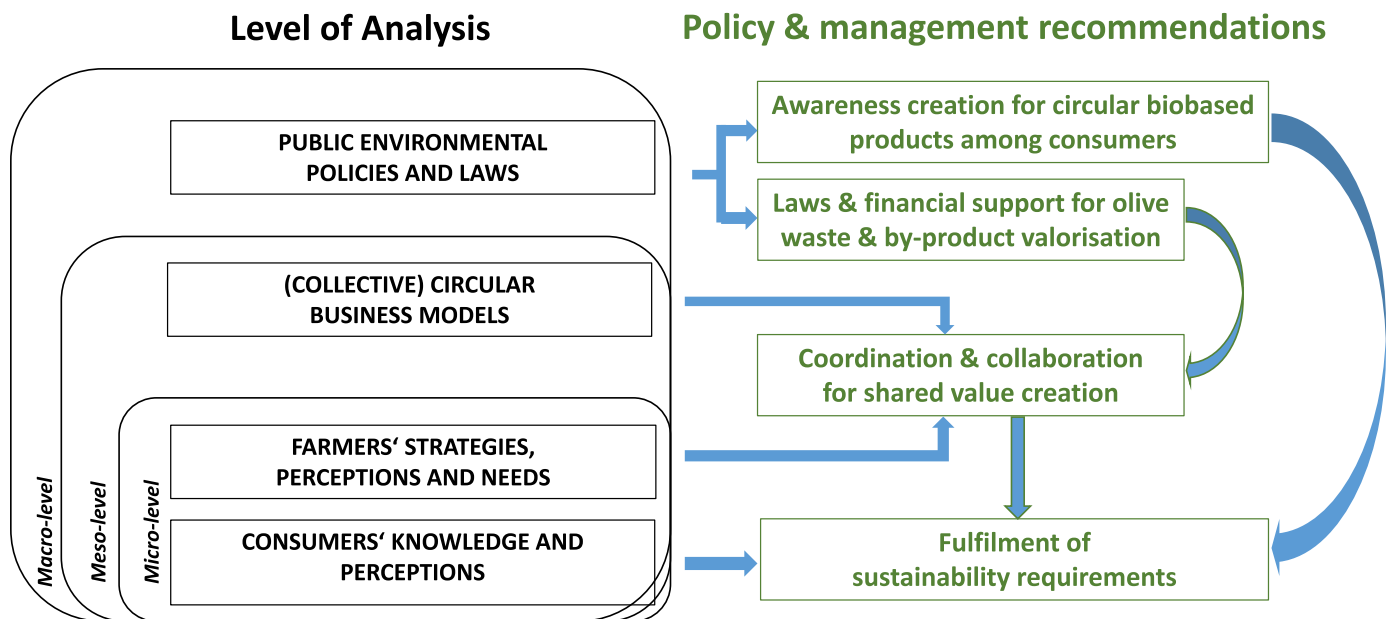 Level of Analysis
Policy & management recommendations
PUBLIC ENVIRONMENTAL
POLICIES AND LAWS
(COLLECTIVE) CIRCULAR
BUSINESS MODELS
FARMERS‘ STRATEGIES,
PERCEPTIONS AND NEEDS
CONSUMERS‘ KNOWLEDGE AND
PERCEPTIONS
Macro-level
Meso-level
Micro-level
Awareness creation for circular biobased
products among consumers
Laws & financial support for olive
waste & by-product valorisation
Coordination & collaboration
for shared value creation
Fulfilment of
sustainability requirements